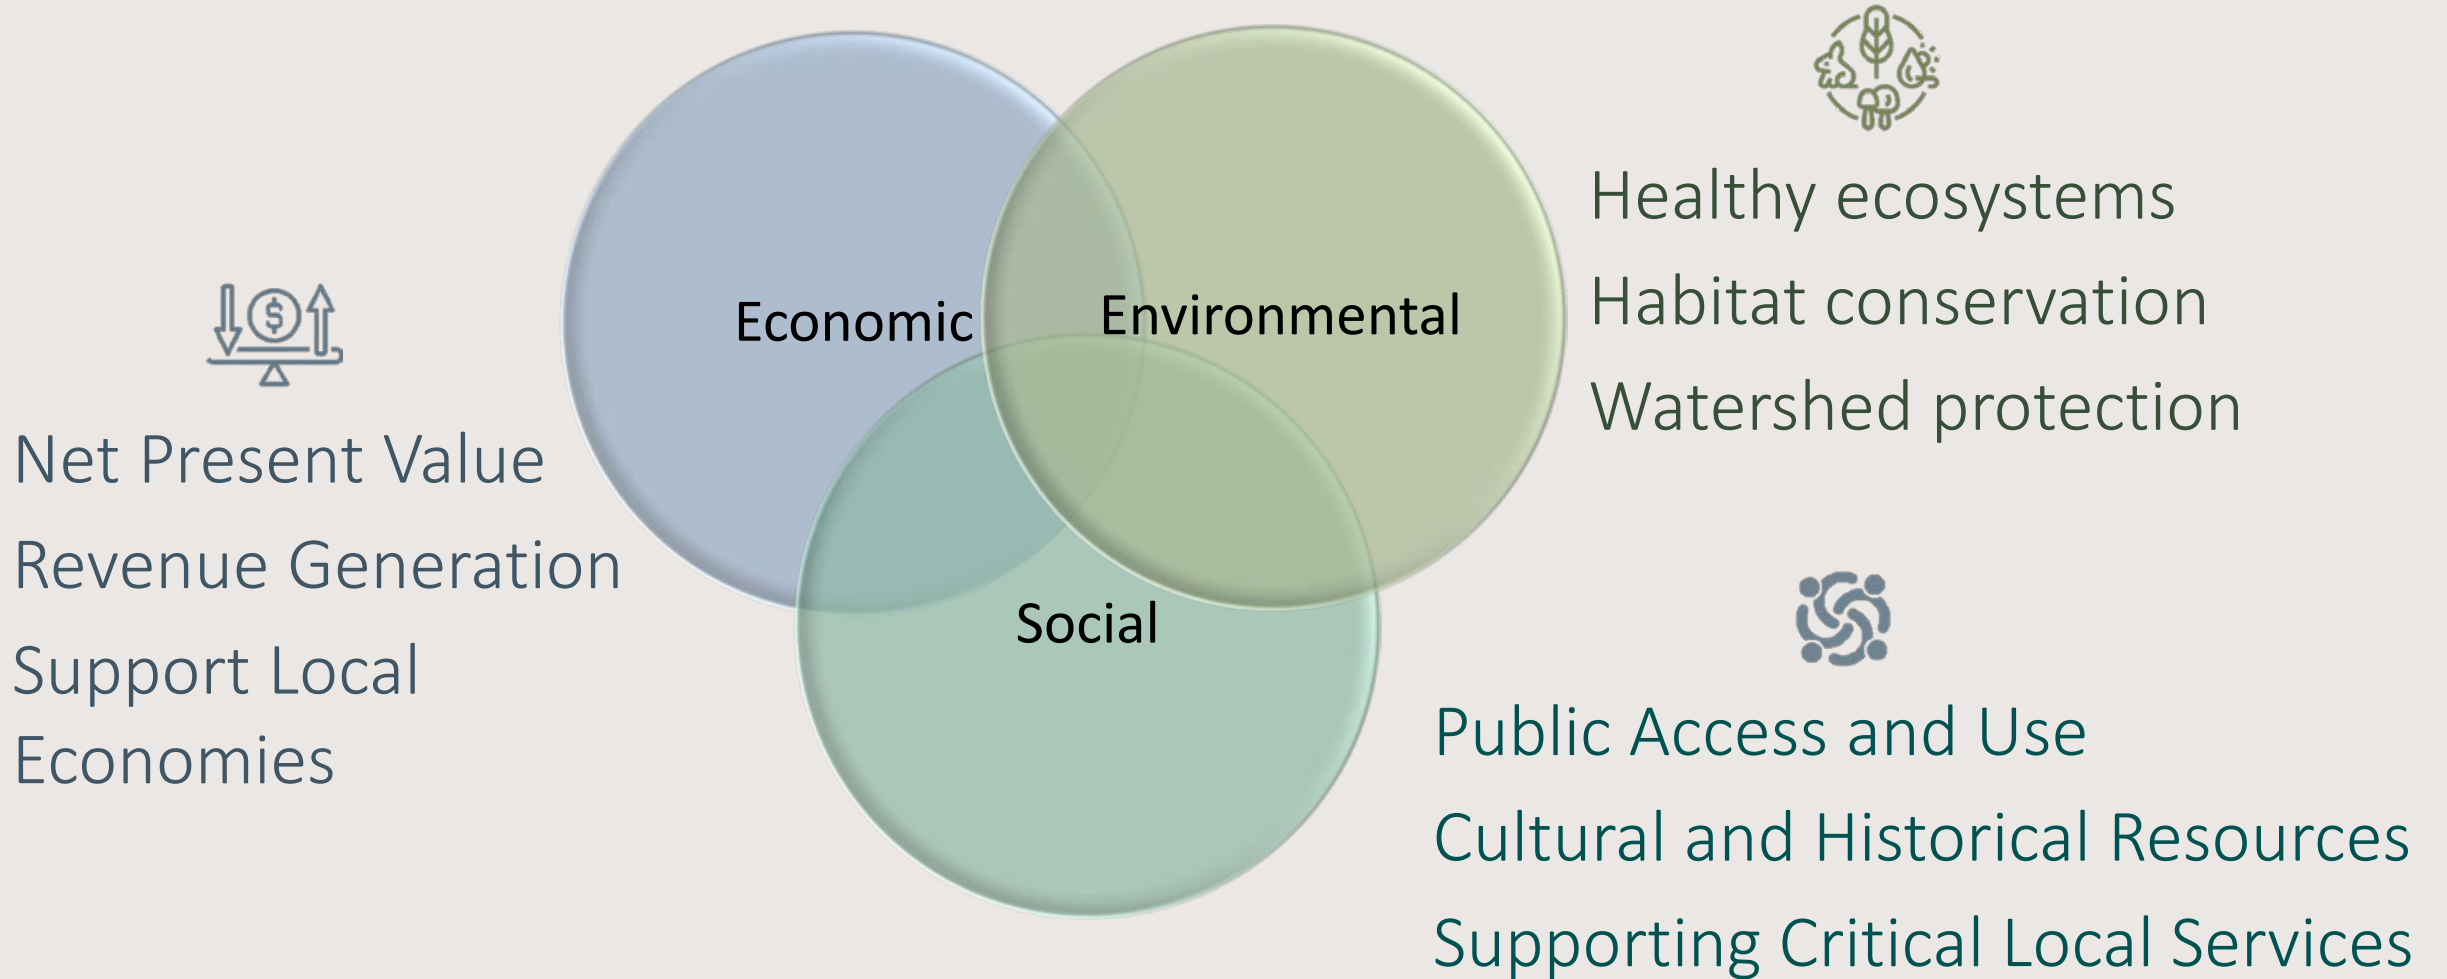 Economic
Environmental
Social
Net Present Value
Revenue Generation
Support Local
Economies
Healthy ecosystems
Habitat conservation
Watershed protection
$
Public Access and Use
Cultural and Historical Resources
Supporting Critical Local Services